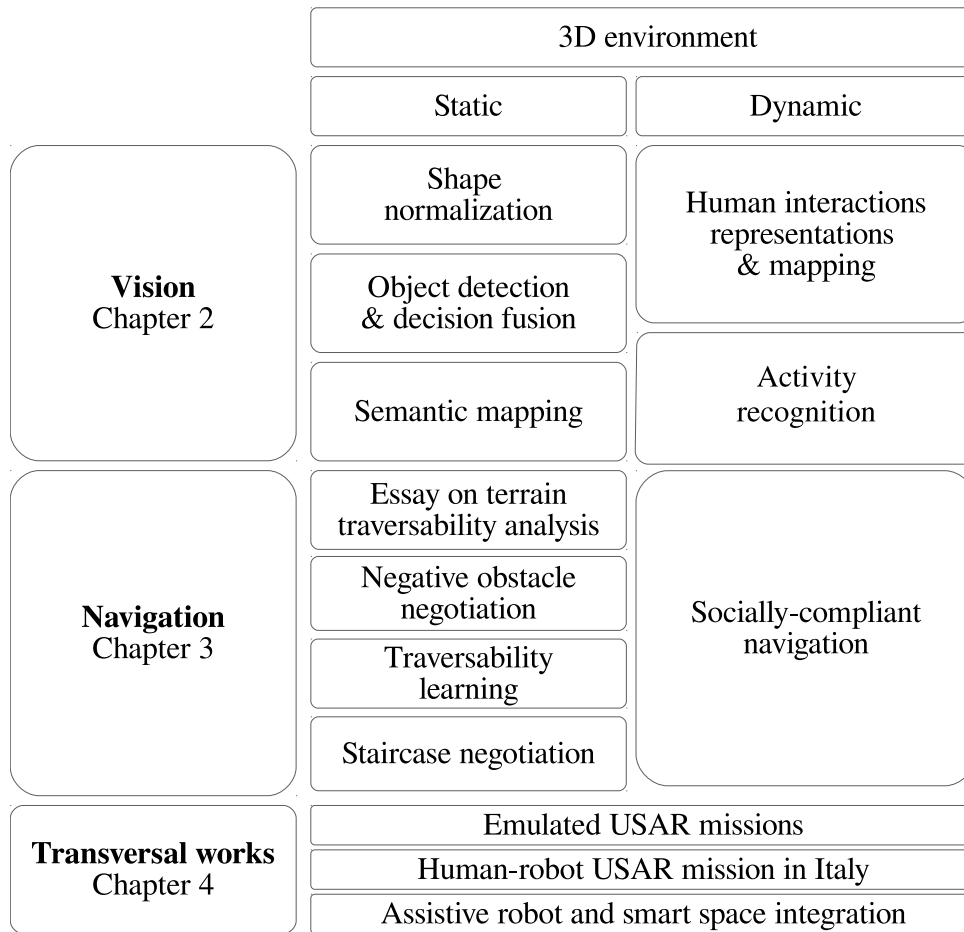 3D environment
Static
Dynamic
Vision
Chapter 2
Shape
normalization
Object detection
& decision fusion
Semantic mapping
Human interactions
representations
& mapping
Activity
recognition
Navigation
Chapter 3
Essay on terrain
traversability analysis
Negative obstacle
negotiation
Traversability
learning
Staircase negotiation
Socially-compliant
navigation
Transversal works
Chapter 4
Emulated USAR missions
Human-robot USAR mission in Italy
Assistive robot and smart space integration